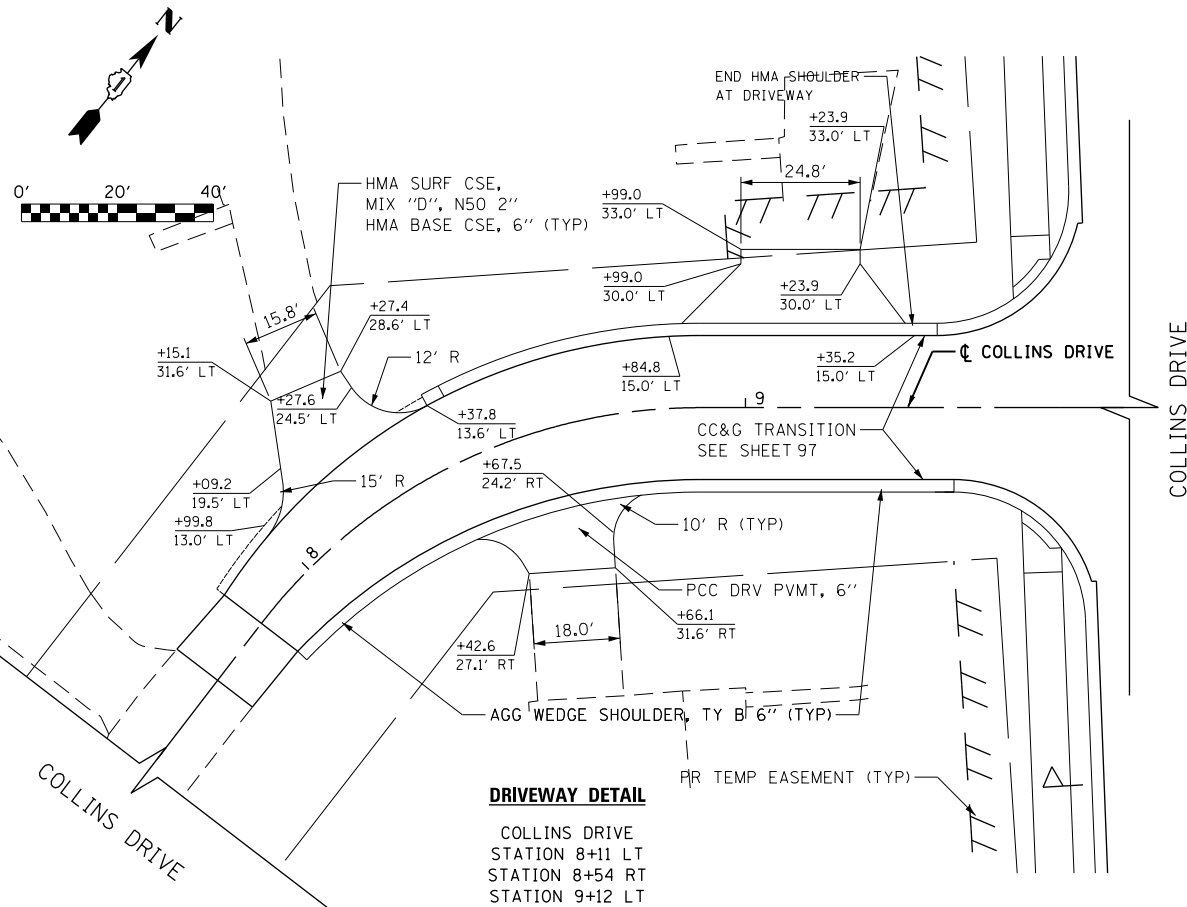 N
1
0'
20'
40'
HMA SURF CSE,
MIX "D", N50 2"
HMA BASE CSE, 6" (TYP)
END HMA SHOULDER
AT DRIVEWAY
+23.9
33.0' LT
24.8'
+99.0
33.0' LT
+99.0
30.0' LT
+23.9
30.0' LT
15.8'
+27.4
28.6' LT
12' R
+15.1
31.6' LT
+27.6
24.5' LT
+37.8
13.6' LT
+84.8
15.0' LT
+35.2
15.0' LT
℄ COLLINS DRIVE
9
CC&G TRANSITION
SEE SHEET 97
COLLINS DRIVE
+67.5
24.2' RT
15' R
+09.2
19.5' LT
+99.8
13.0' LT
8
10' R (TYP)
PCC DRV PVMT, 6"
+66.1
31.6' RT
18.0'
+42.6
27.1' RT
AGG WEDGE SHOULDER, TY B 6" (TYP)
PR TEMP EASEMENT (TYP)
COLLINS DRIVE
DRIVEWAY DETAIL
COLLINS DRIVE
STATION 8+11 LT
STATION 8+54 RT
STATION 9+12 LT